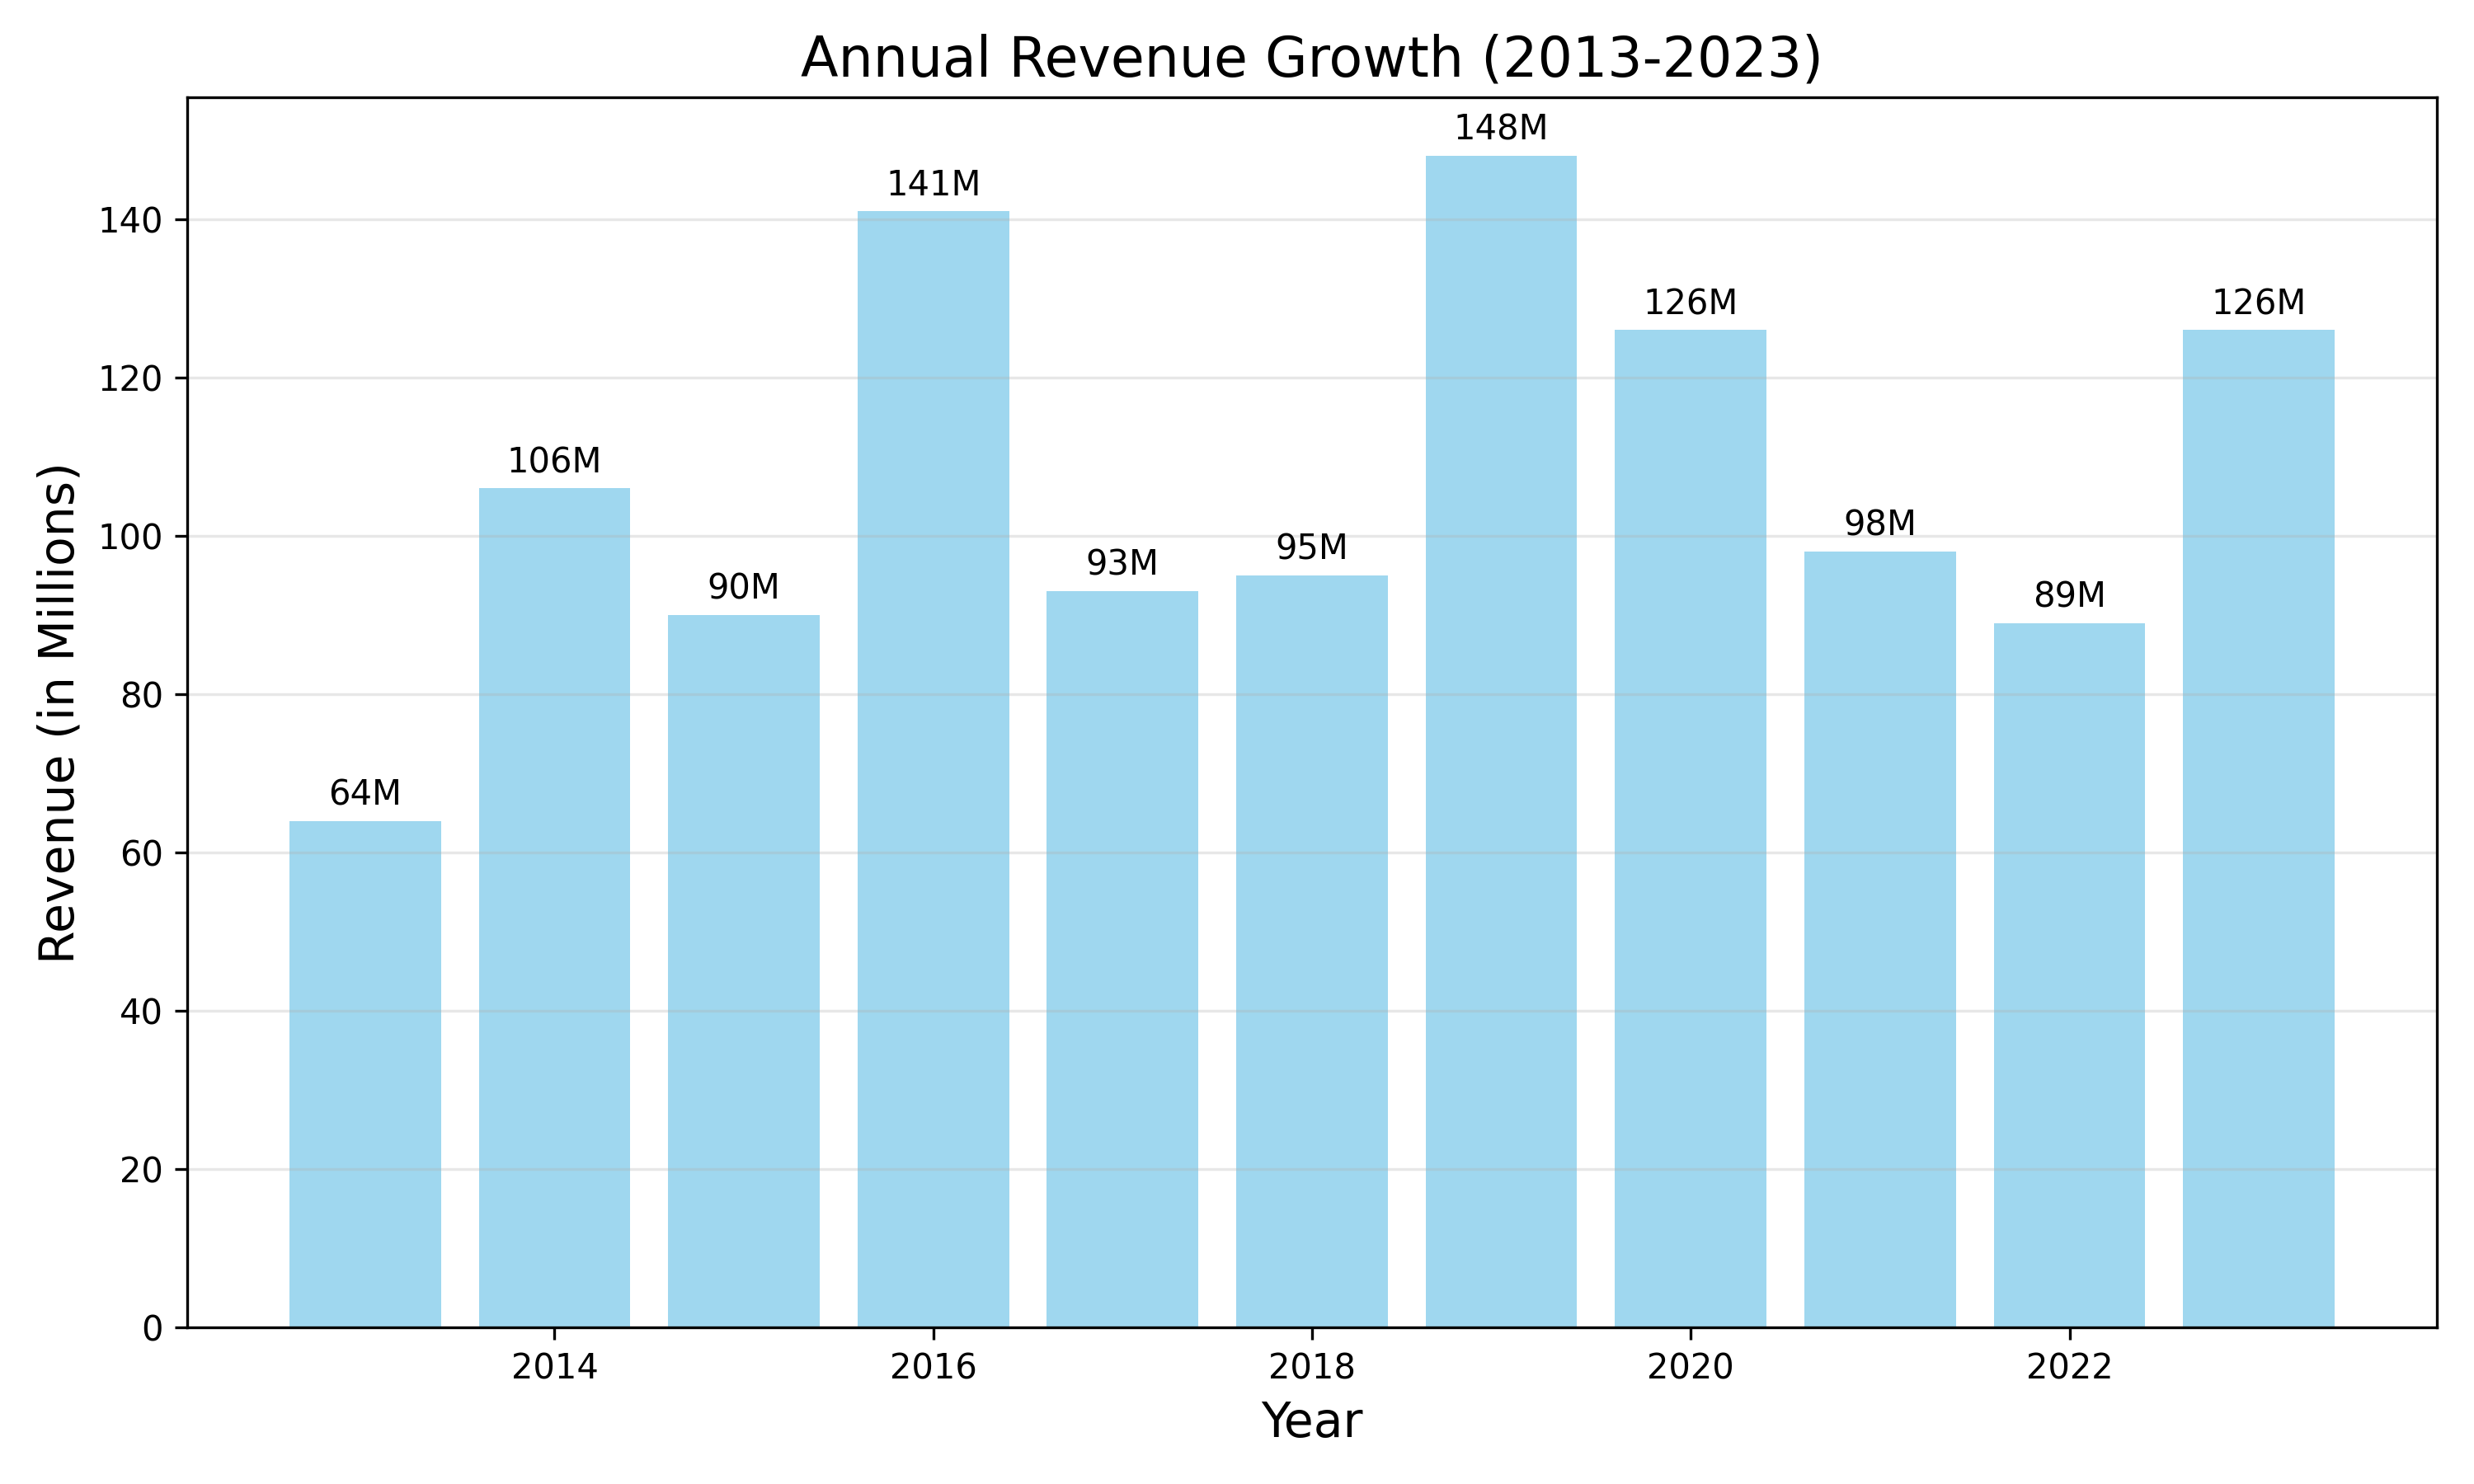 Annual Revenue Growth (2013-2023)
148M
141M
140
126M
126M
120
106M
100
98M
95M
93M
90M
89M
80
64M
60
40
20
0
2014
2016
2018
2020
2022
Revenue (in Millions)
Year